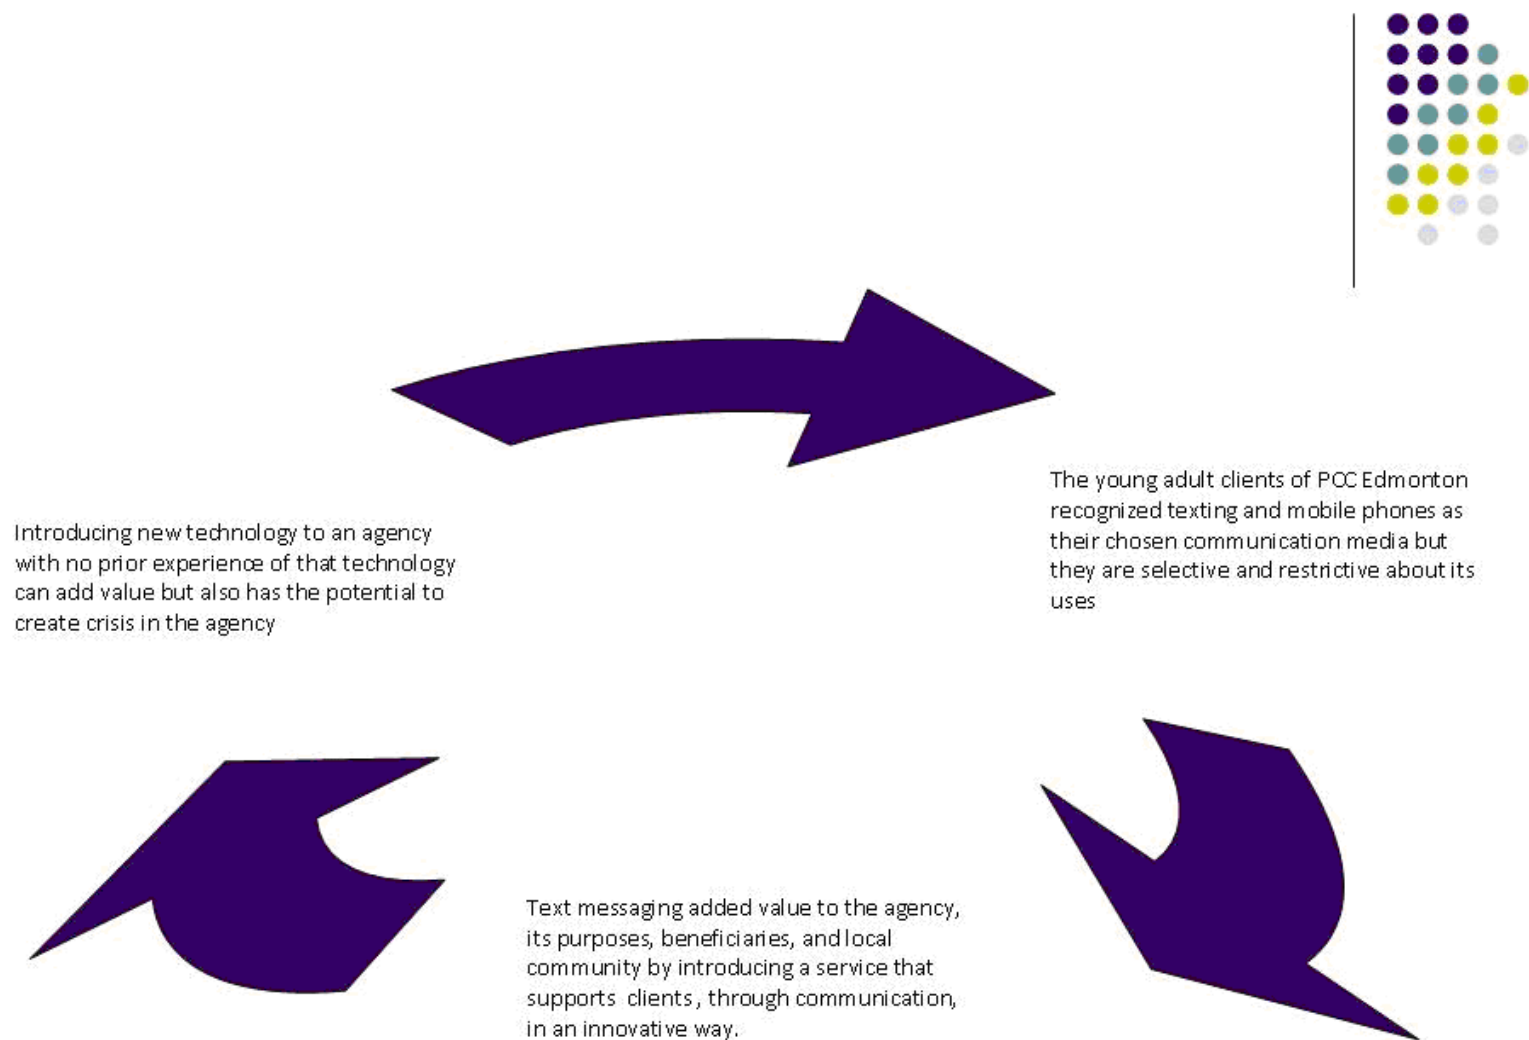 Introducing new technology to an agency
with no prior experience of that technology
can add value but also has the potential to
create crisis in the agency
The young adult clients of PCC Edmonton
recognized texting and mobile phones as
their chosen communication media but
they are selective and restrictive about its
uses
Text messaging added value to the agency,
its purposes, beneficiaries, and local
community by introducing a service that
supports clients, through communication,
in an innovative way.